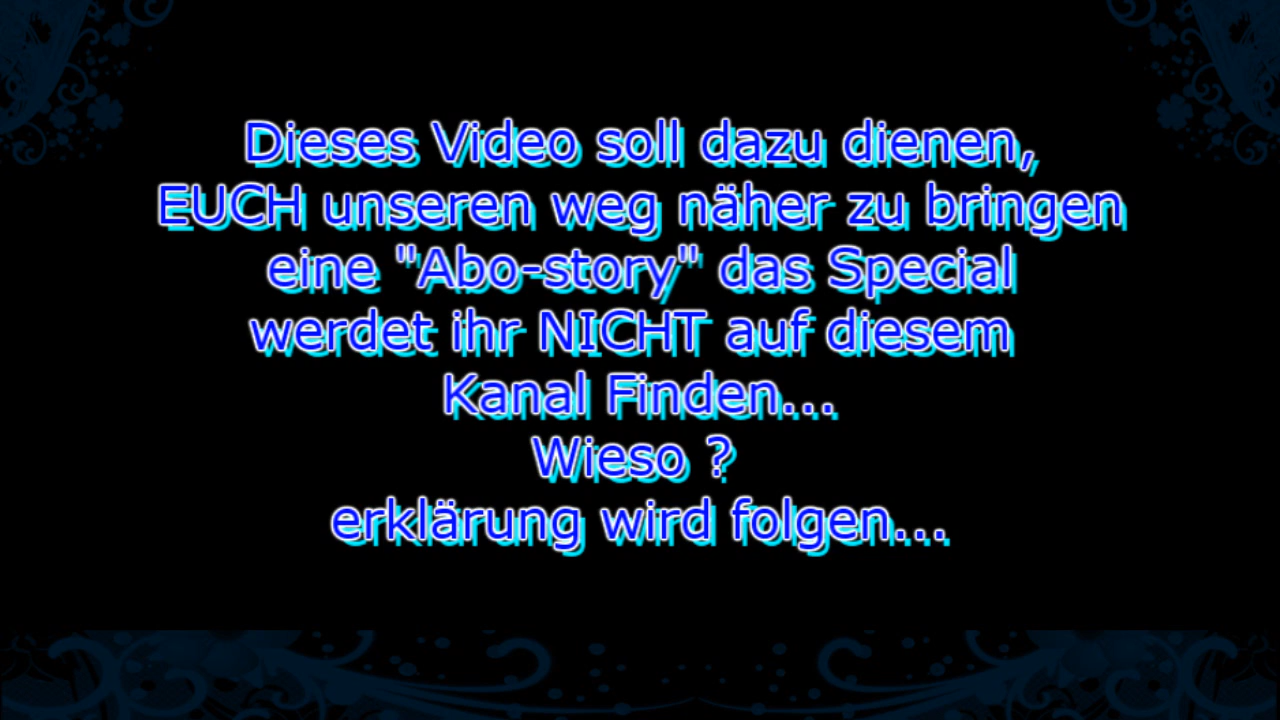 Dieses Video soll dazu dienen,
EUCH unseren weg näher zu bringen
eine "Abo-story" das Special
werdet ihr NICHT auf diesem
Kanal Finden...
Wieso ?
erklärung wird folgen...